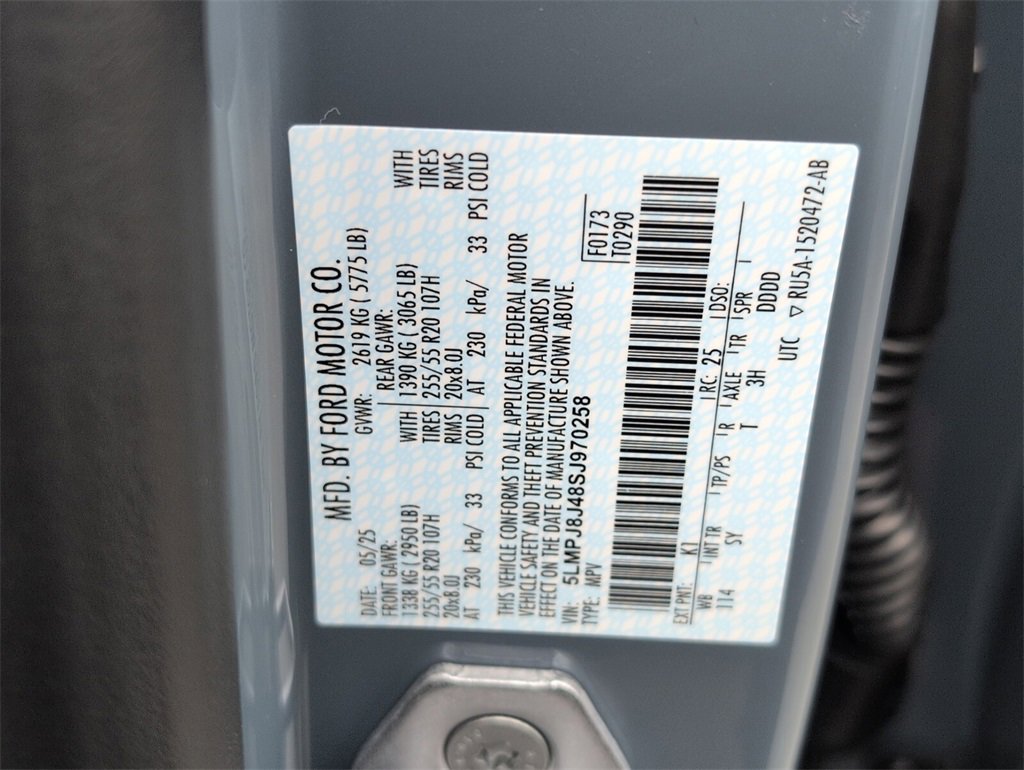 MFD. BY FORD MOTOR CO.
DATE: 05/25 GVWR: 2619 KG ( 5775 LB)
FRONT GAWR: REAR GAWR:
1338 KG ( 2950 LB) WITH 1390 KG ( 3065 LB) WITH
255/55 R20 107H TIRES 255/55 R20 107H TIRES
20x8.0J RIMS 20x8.0J RIMS
AT 230 kPa/ 33 PSI COLD AT 230 kPa/ 33 PSI COLD
THIS VEHICLE CONFORMS TO ALL APPLICABLE FEDERAL MOTOR
VEHICLE SAFETY AND THEFT PREVENTION STANDARDS IN
EFFECT ON THE DATE OF MANUFACTURE SHOWN ABOVE.
VIN: 5LMPJ8J48SJ970258
TYPE: MPV
F0173
T0290
EXT PNT: K1 RC: 25 DSO:
WB INT TR TP/PS R AXLE TR SPR
114 SY T 3H DDDD
UTC ▽ RU5A-1520472-AB